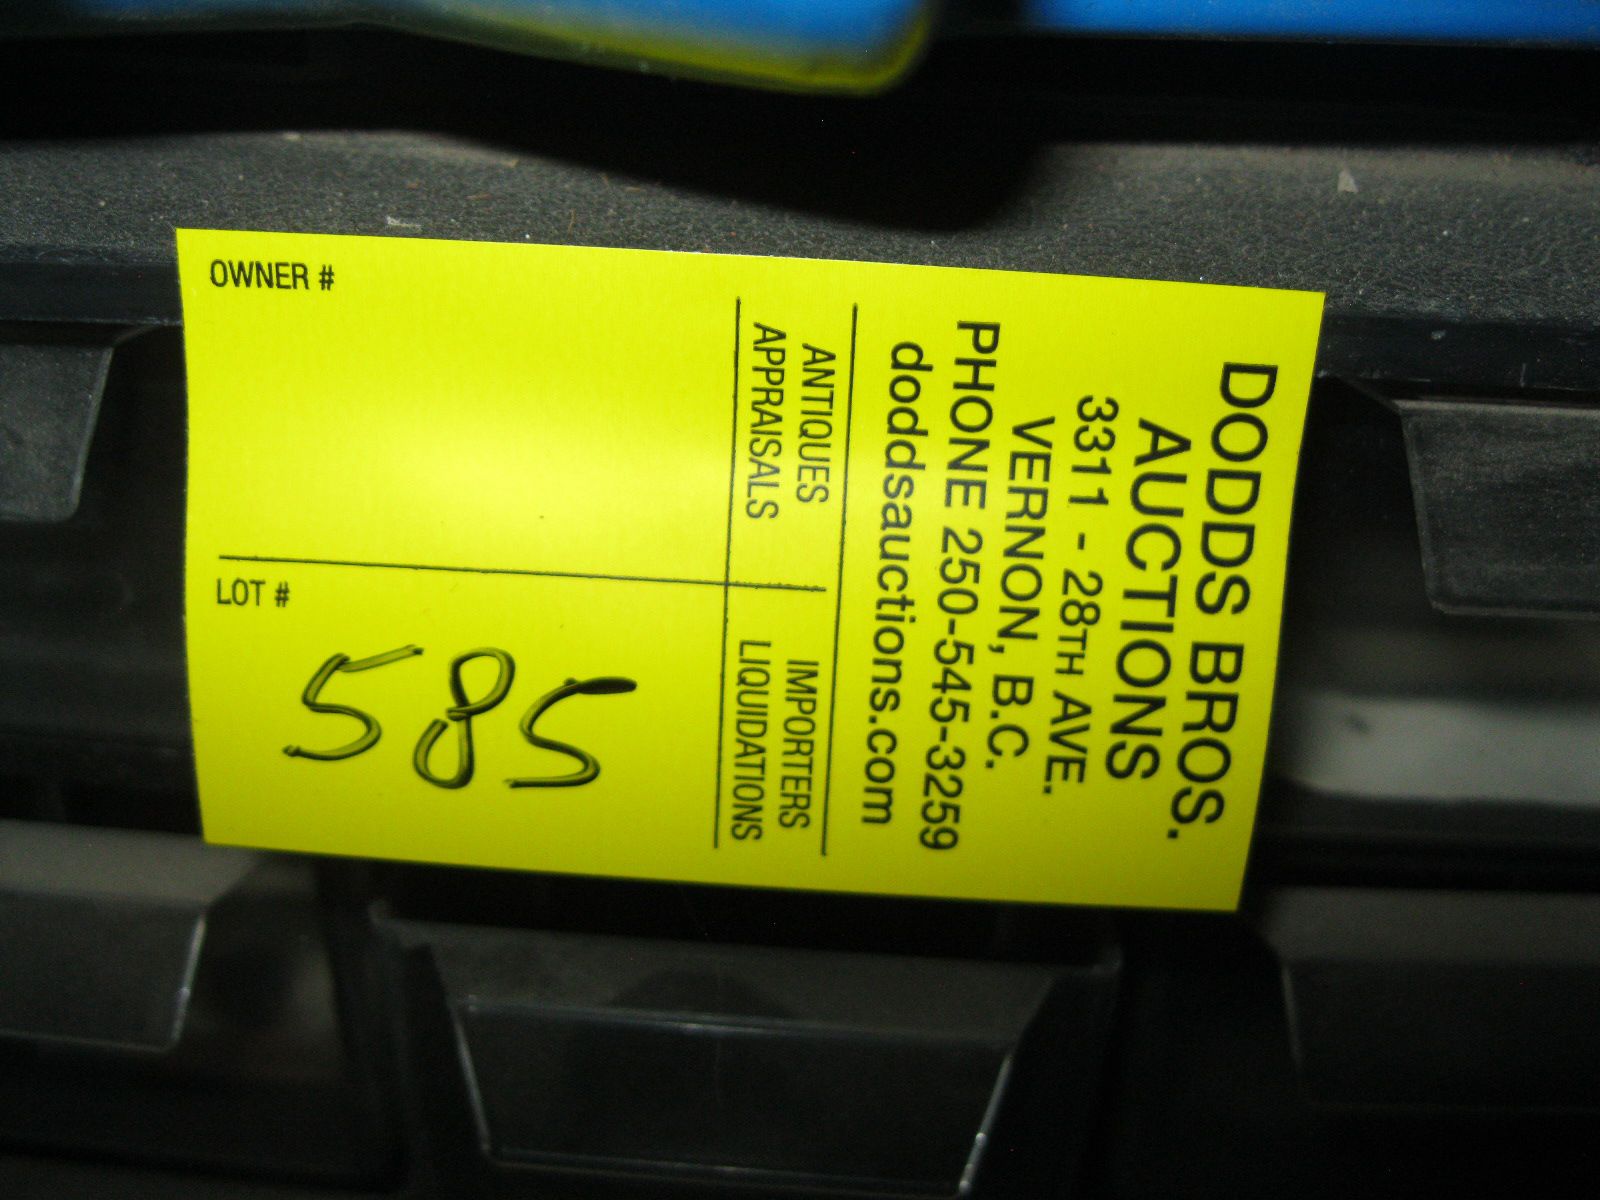 DODDS BROS.
AUCTIONS
3311 - 28TH AVE.
VERNON, B.C.
PHONE 250-545-3259
doddsauctions.com
ANTIQUES
APPRAISALS
IMPORTERS
LIQUIDATIONS
OWNER #
LOT #
585